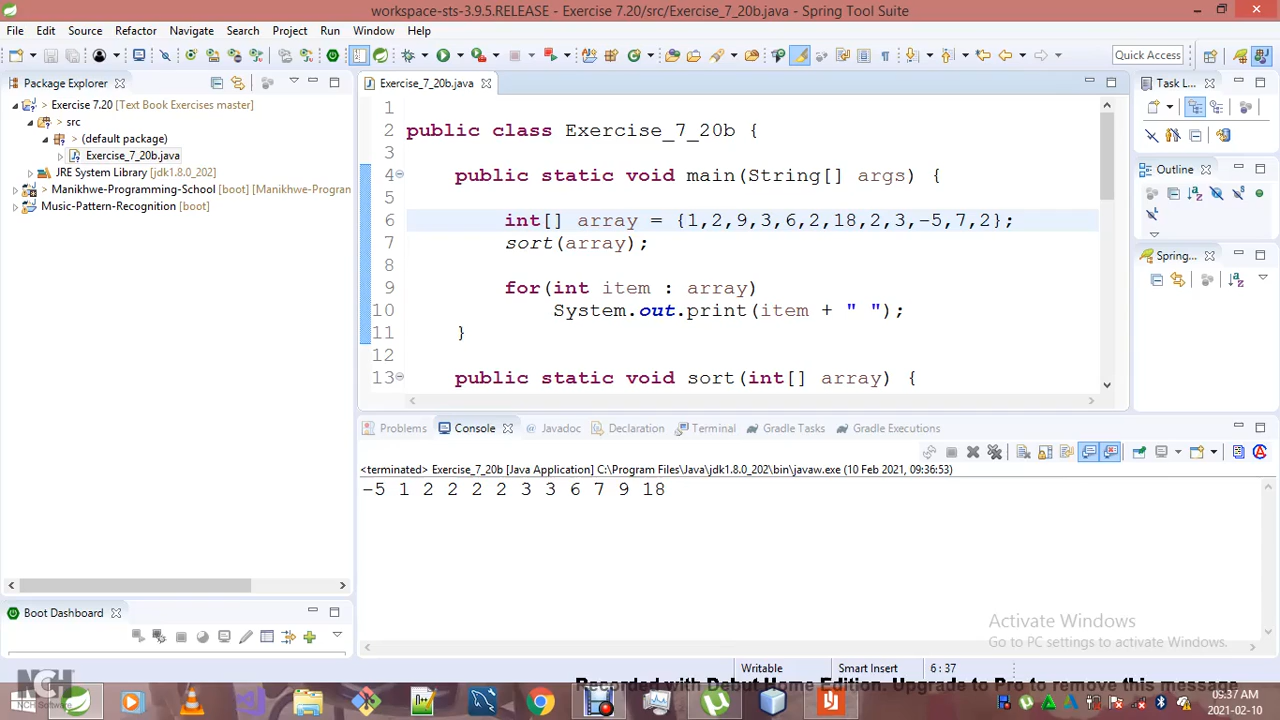 workspace-sts-3.9.5.RELEASE - Exercise 7.20/src/Exercise_7_20b.java - Spring Tool Suite
File Edit Source Refactor Navigate Search Project Run Window Help
Quick Access
Package Explorer
Exercise_7_20b.java
Task L...
> Exercise 7.20 [Text Book Exercises master]
> src
> (default package)
Exercise_7_20b.java
JRE System Library [jdk1.8.0_202]
> Manikhwe-Programming-School [boot] [Manikhwe-Program
Music-Pattern-Recognition [boot]
1
2 public class Exercise_7_20b {
3
4 public static void main(String[] args) {
5
6 int[] array = {1,2,9,3,6,2,18,2,3,-5,7,2};
7 sort(array);
8
9 for(int item : array)
10 System.out.print(item + " ");
11 }
12
13 public static void sort(int[] array) {
Outline
Spring...
Problems Console Javadoc Declaration Terminal Gradle Tasks Gradle Executions
<terminated> Exercise_7_20b [Java Application] C:\Program Files\Java\jdk1.8.0_202\bin\javaw.exe (10 Feb 2021, 09:36:53)
-5 1 2 2 2 2 3 3 6 7 9 18
Boot Dashboard
Activate Windows
Go to PC settings to activate Windows.
Writable Smart Insert 6 : 37
NCH
NCH Software
Recorded with Debut Home Edition. Upgrade to Pro to remove this message
09:37 AM
2021-02-10